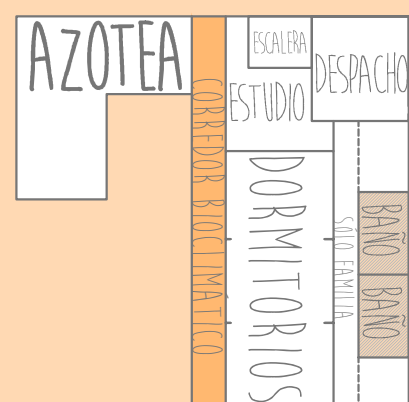 AZOTEA
ESCALERA
DESPACHO
ESTUDIO
CORREDOR BIOCLIMÁTICO
DORMITORIOS
SÓLO FAMILIA
BAÑO
BAÑO